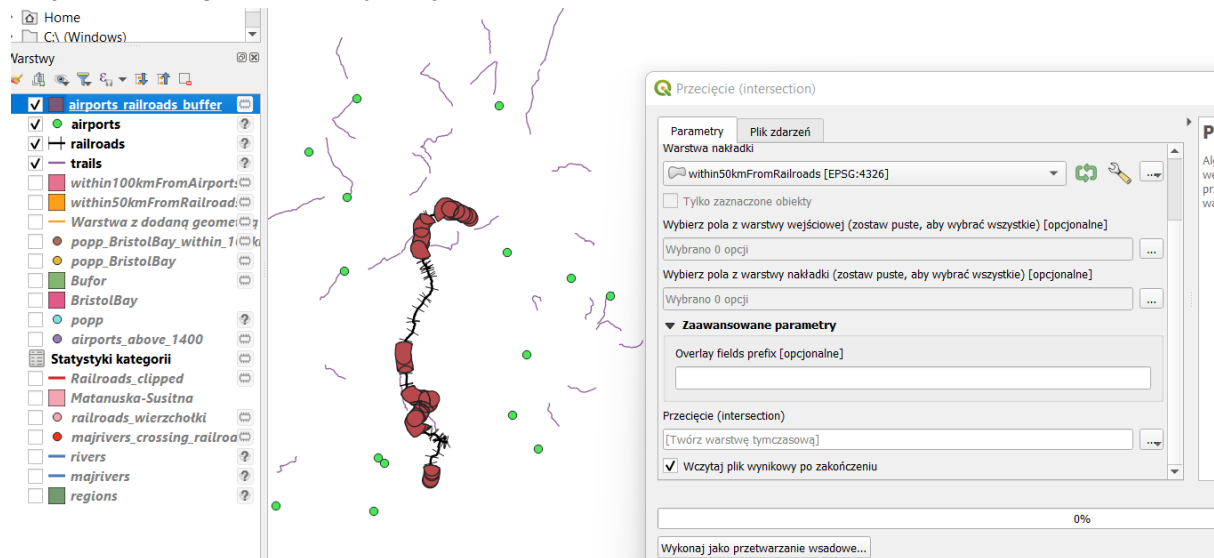 Home
C:\ (Windows)
Warstwy
airports railroads buffer
airports
railroads
trails
within100kmFromAirports
within50kmFromRailroads
Warstwa z dodaną geometrią
popp_BristolBay_within_1
popp_BristolBay
Bufor
BristolBay
popp
airports_above_1400
Statystyki kategorii
Railroads_clipped
Matanuska-Susitna
railroads_wierzchołki
majrivers_crossing_railroa
rivers
majrivers
regions
Przecięcie (intersection)
Parametry
Plik zdarzeń
Warstwa nakładki
within50kmFromRailroads [EPSG:4326]
Tylko zaznaczone obiekty
Wybierz pola z warstwy wejściowej (zostaw puste, aby wybrać wszystkie) [opcjonalne]
Wybrano 0 opcji
...
Wybierz pola z warstwy nakładki (zostaw puste, aby wybrać wszystkie) [opcjonalne]
Wybrano 0 opcji
...
Zaawansowane parametry
Overlay fields prefix [opcjonalne]
Przecięcie (intersection)
[Twórz warstwę tymczasową]
Wczytaj plik wynikowy po zakończeniu
0%
Wykonaj jako przetwarzanie wsadowe...